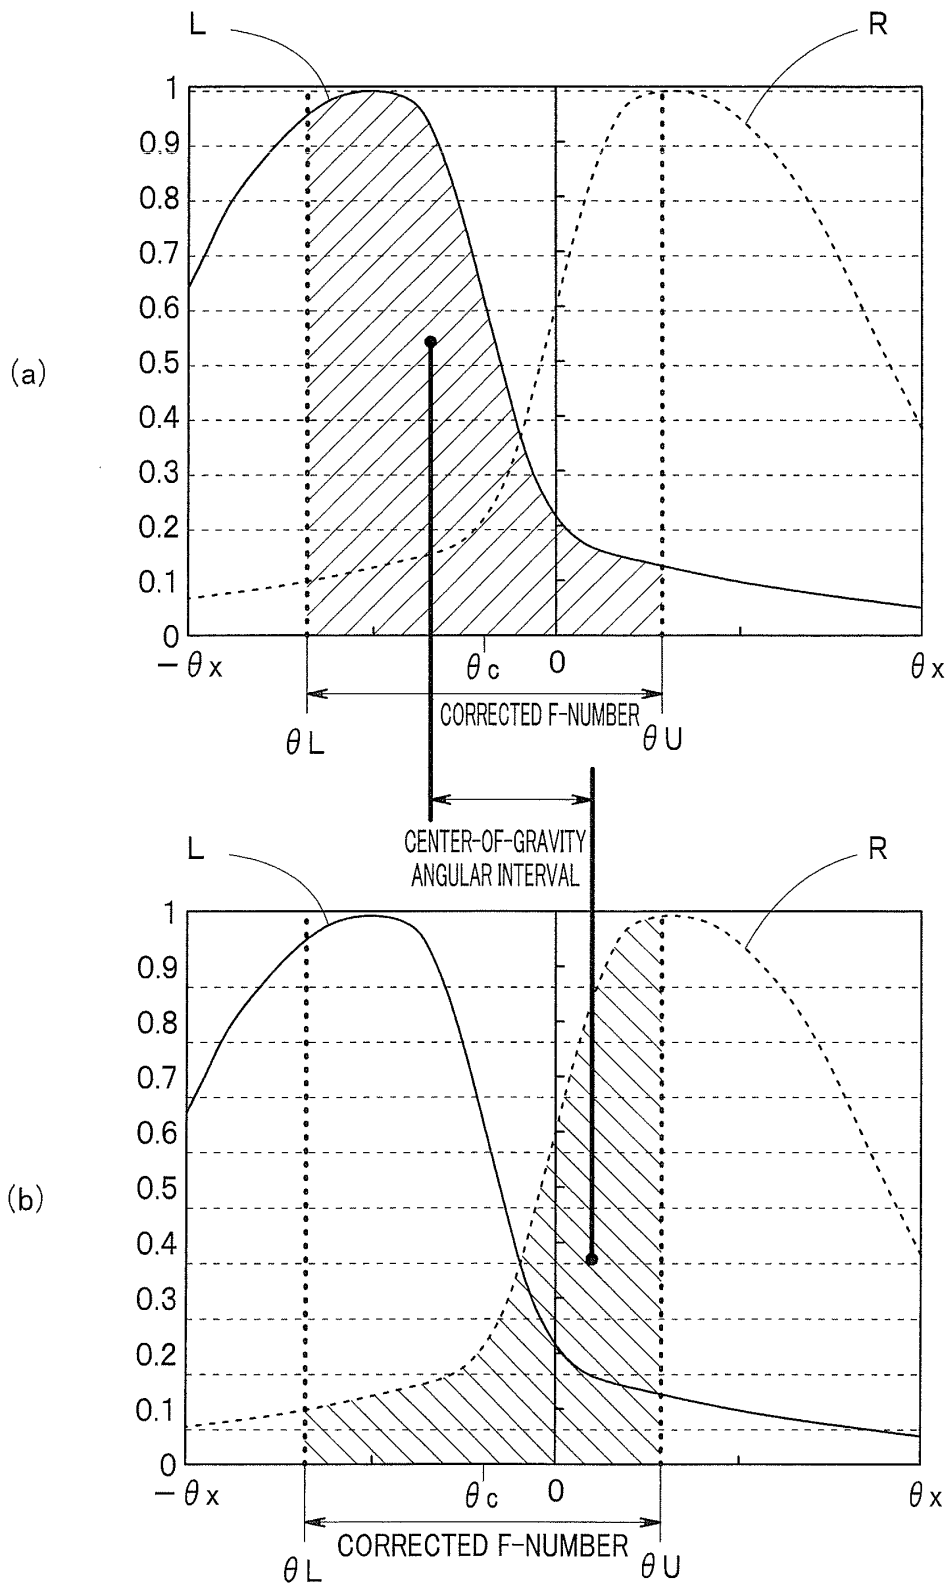 L R
1
0.9
0.8
0.7
0.6
(a) 0.5
0.4
0.3
0.2
0.1
0
−θx θc 0 θx
CORRECTED F-NUMBER
θL θU
CENTER-OF-GRAVITY
ANGULAR INTERVAL
L R
1
0.9
0.8
0.7
0.6
(b) 0.5
0.4
0.3
0.2
0.1
0
−θx θc 0 θx
CORRECTED F-NUMBER
θL θU